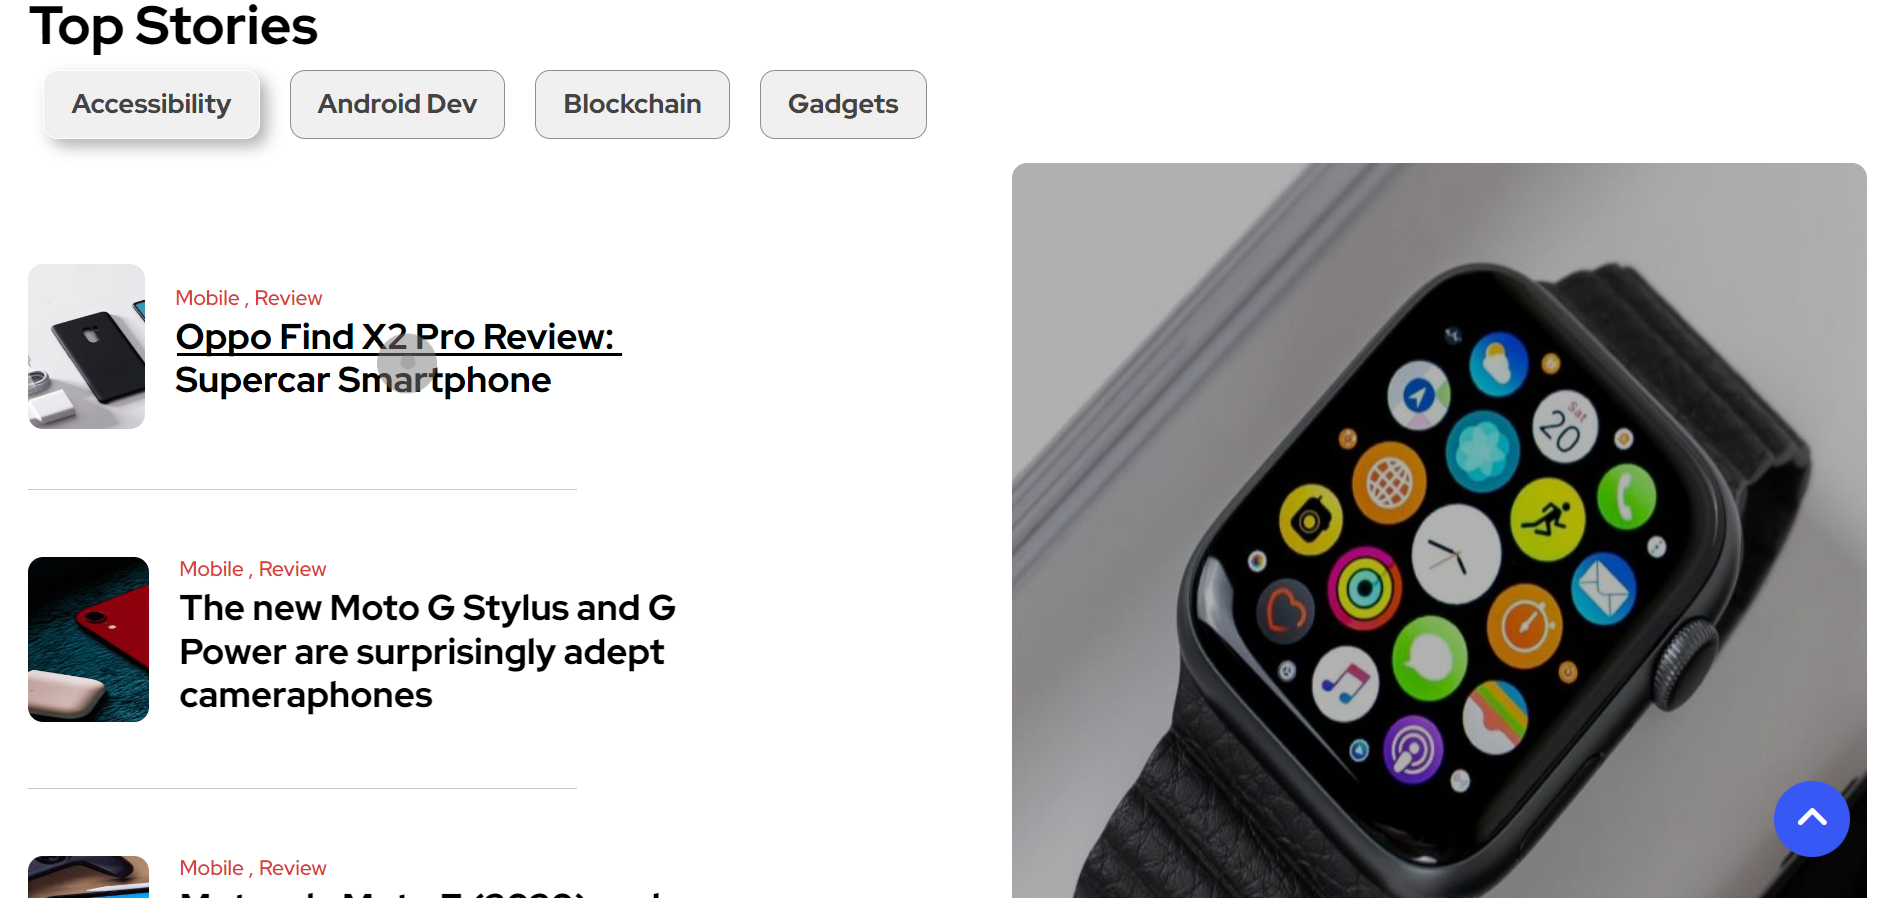 Top Stories
Accessibility
Android Dev
Blockchain
Gadgets
Mobile , Review
Oppo Find X2 Pro Review:
Supercar Smartphone
Mobile , Review
The new Moto G Stylus and G
Power are surprisingly adept
cameraphones
Mobile , Review
Sat
20